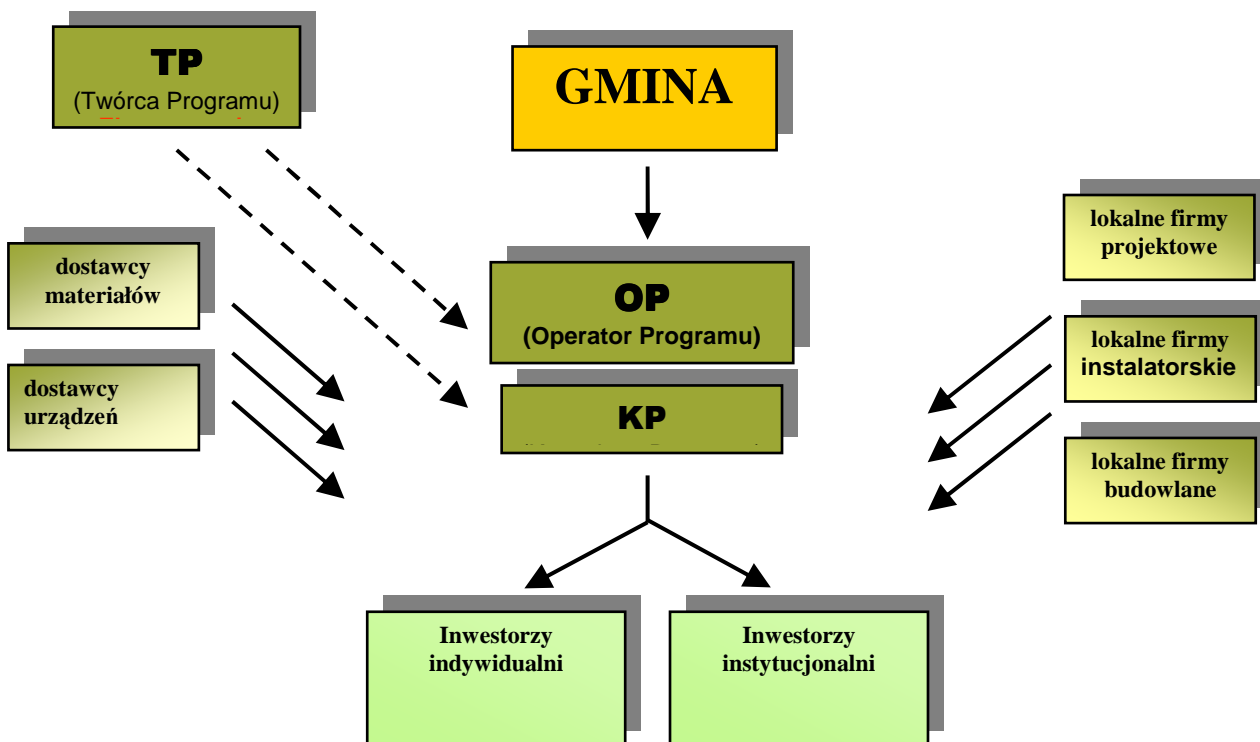 TP
(Twórca Programu)
GMINA
dostawcy
materiałów
dostawcy
urządzeń
OP
(Operator Programu)
KP
lokalne firmy
projektowe
lokalne firmy
instalatorskie
lokalne firmy
budowlane
Inwestorzy
indywidualni
Inwestorzy
instytucjonalni